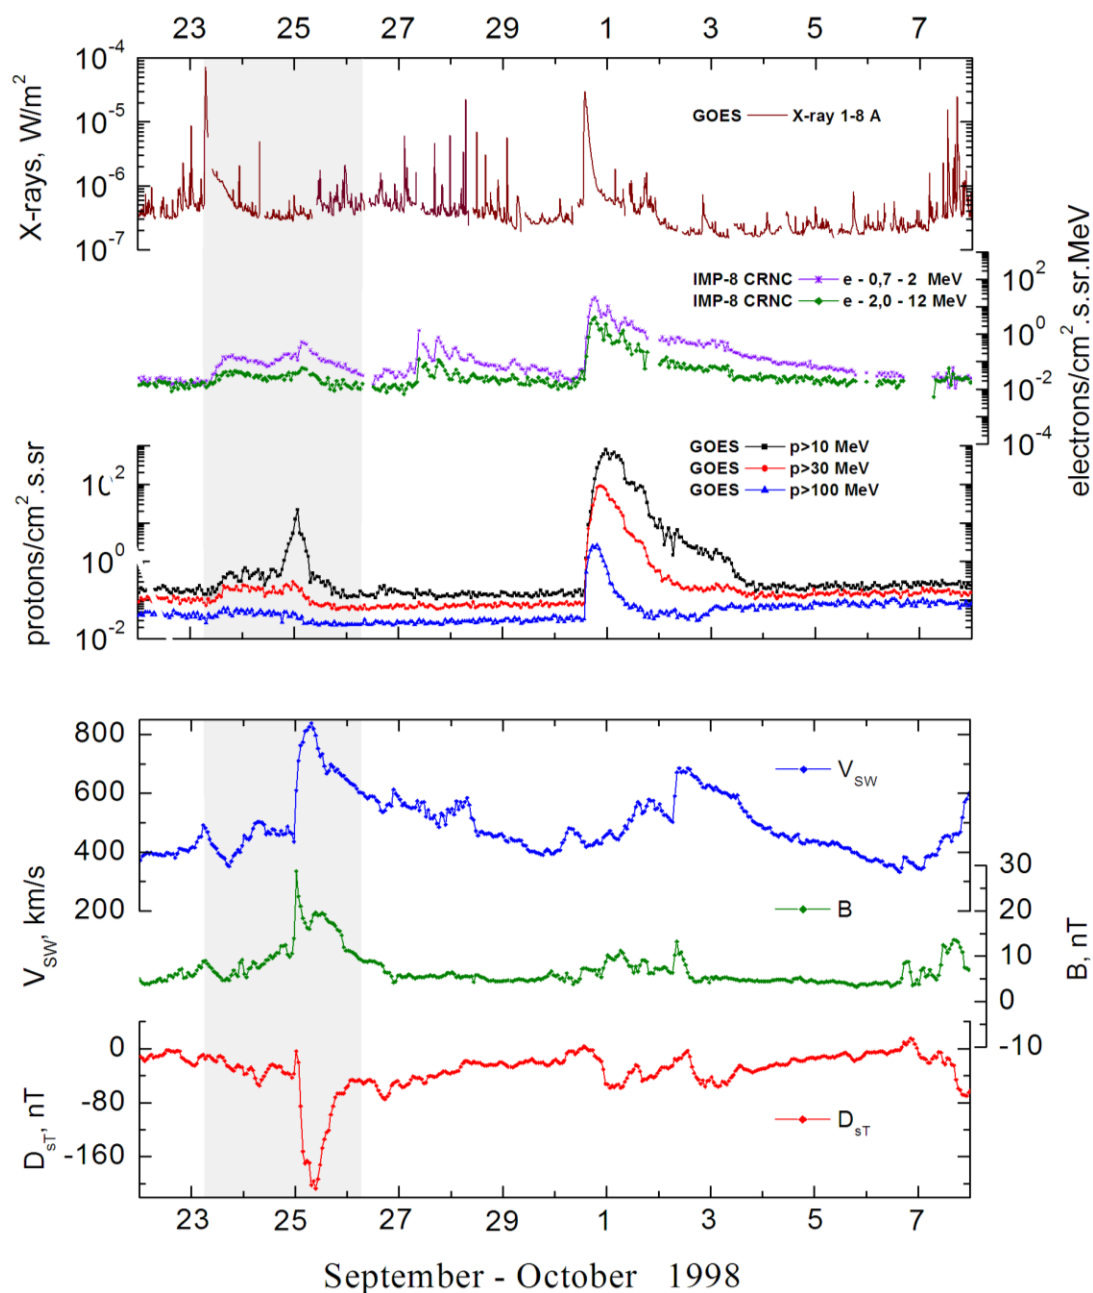 23 25 27 29 1 3 5 7
10^-4
10^-5
10^-6
10^-7
X-rays, W/m^2
GOES — X-ray 1-8 A
10^2
10^0
10^-2
10^-4
electrons/cm^2.s.sr.MeV
IMP-8 CRNC e - 0,7 - 2 MeV
IMP-8 CRNC e - 2,0 - 12 MeV
GOES p>10 MeV
GOES p>30 MeV
GOES p>100 MeV
10^2
10^0
10^-2
protons/cm^2.s.sr
800
600
400
200
V_SW, km/s
V_SW
30
20
10
0
-10
B, nT
B
0
-80
-160
D_sT, nT
D_sT
23 25 27 29 1 3 5 7
September - October 1998